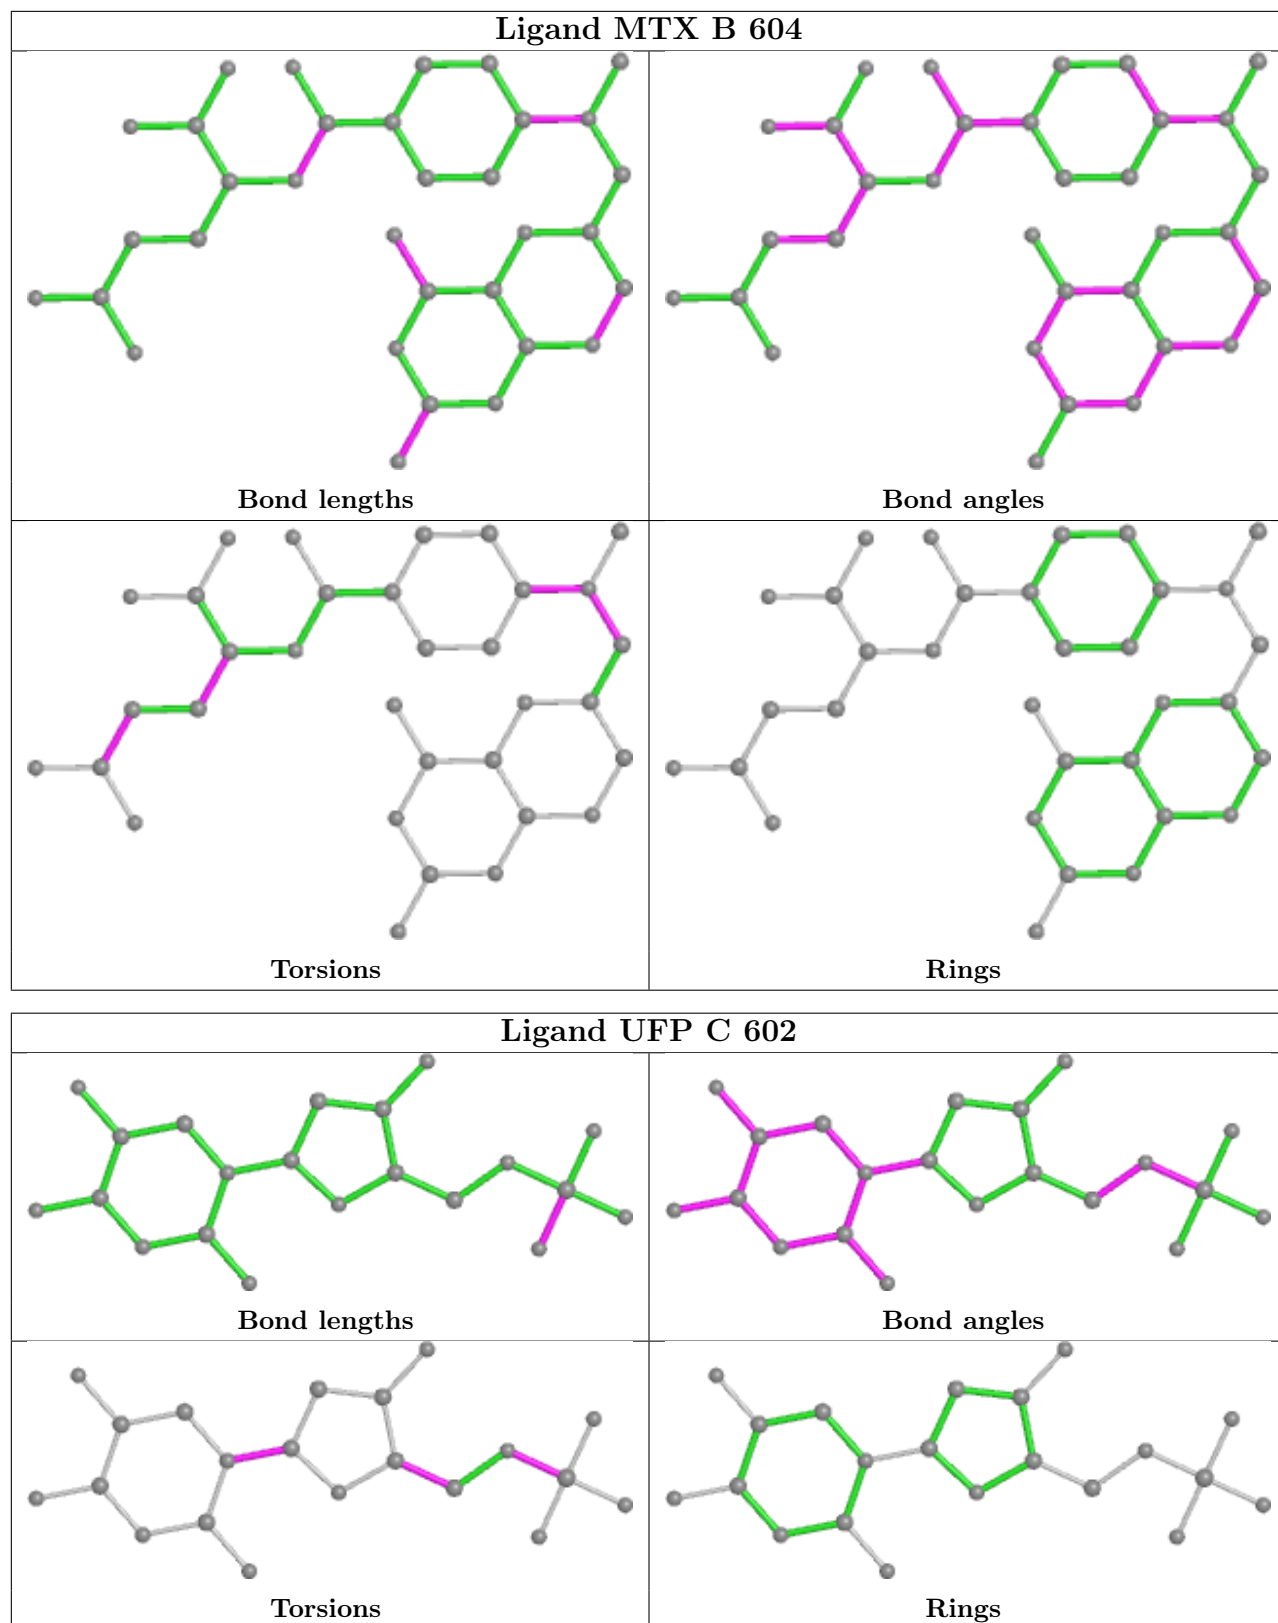 Ligand MTX B 604
Bond lengths
Bond angles
Torsions
Rings
Ligand UFP C 602
Bond lengths
Bond angles
Torsions
Rings